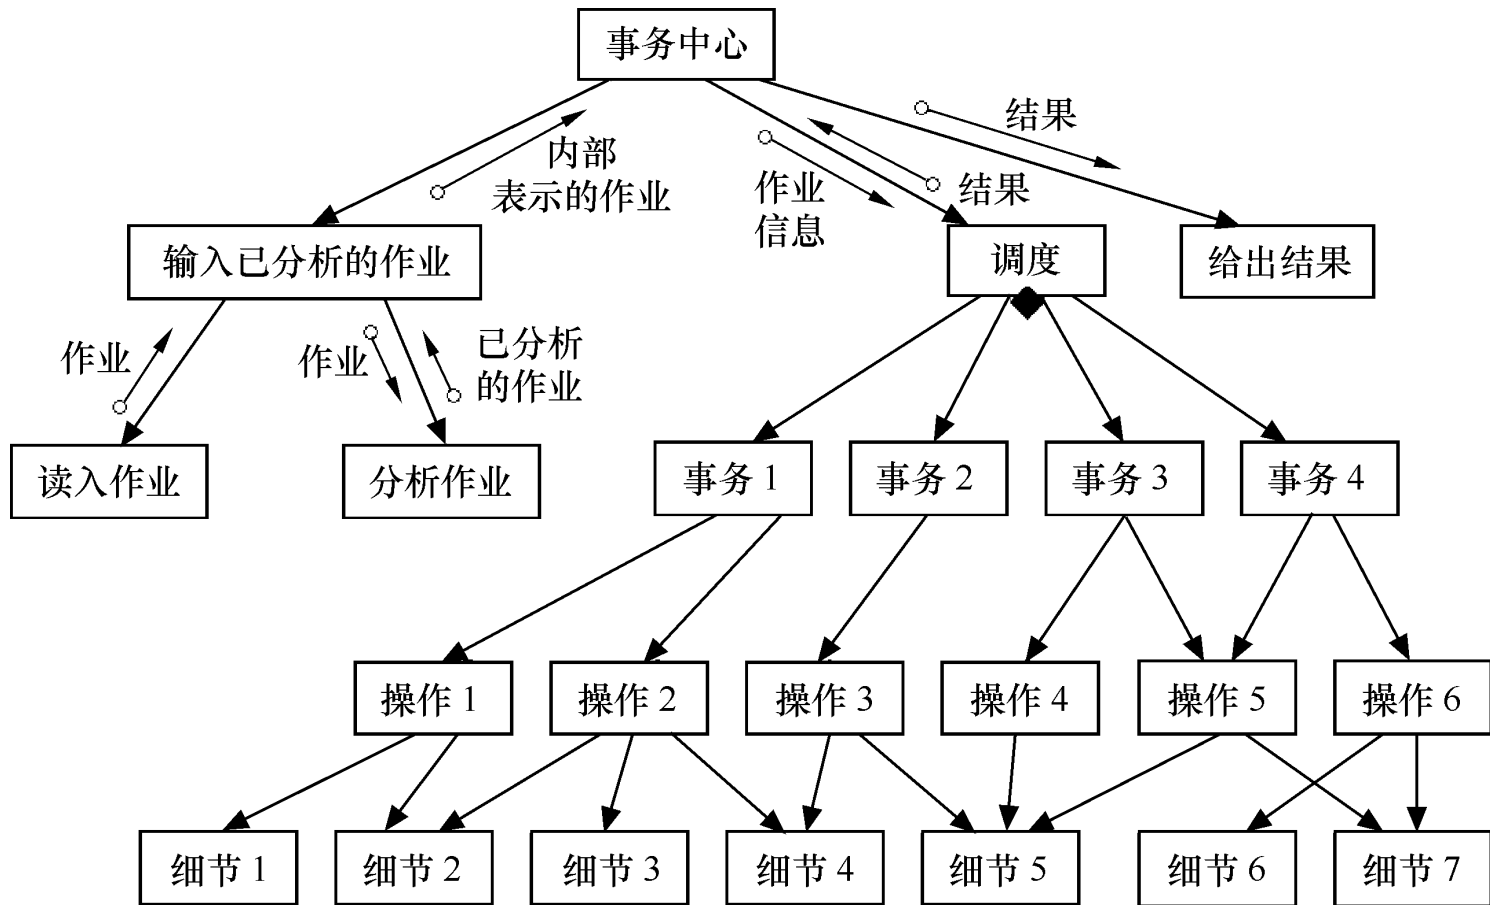 事务中心
结果
内部
表示的作业
作业
信息
结果
输入已分析的作业
调度
给出结果
作业
作业
已分析
的作业
读入作业
分析作业
事务 1
事务 2
事务 3
事务 4
操作 1
操作 2
操作 3
操作 4
操作 5
操作 6
细节 1
细节 2
细节 3
细节 4
细节 5
细节 6
细节 7